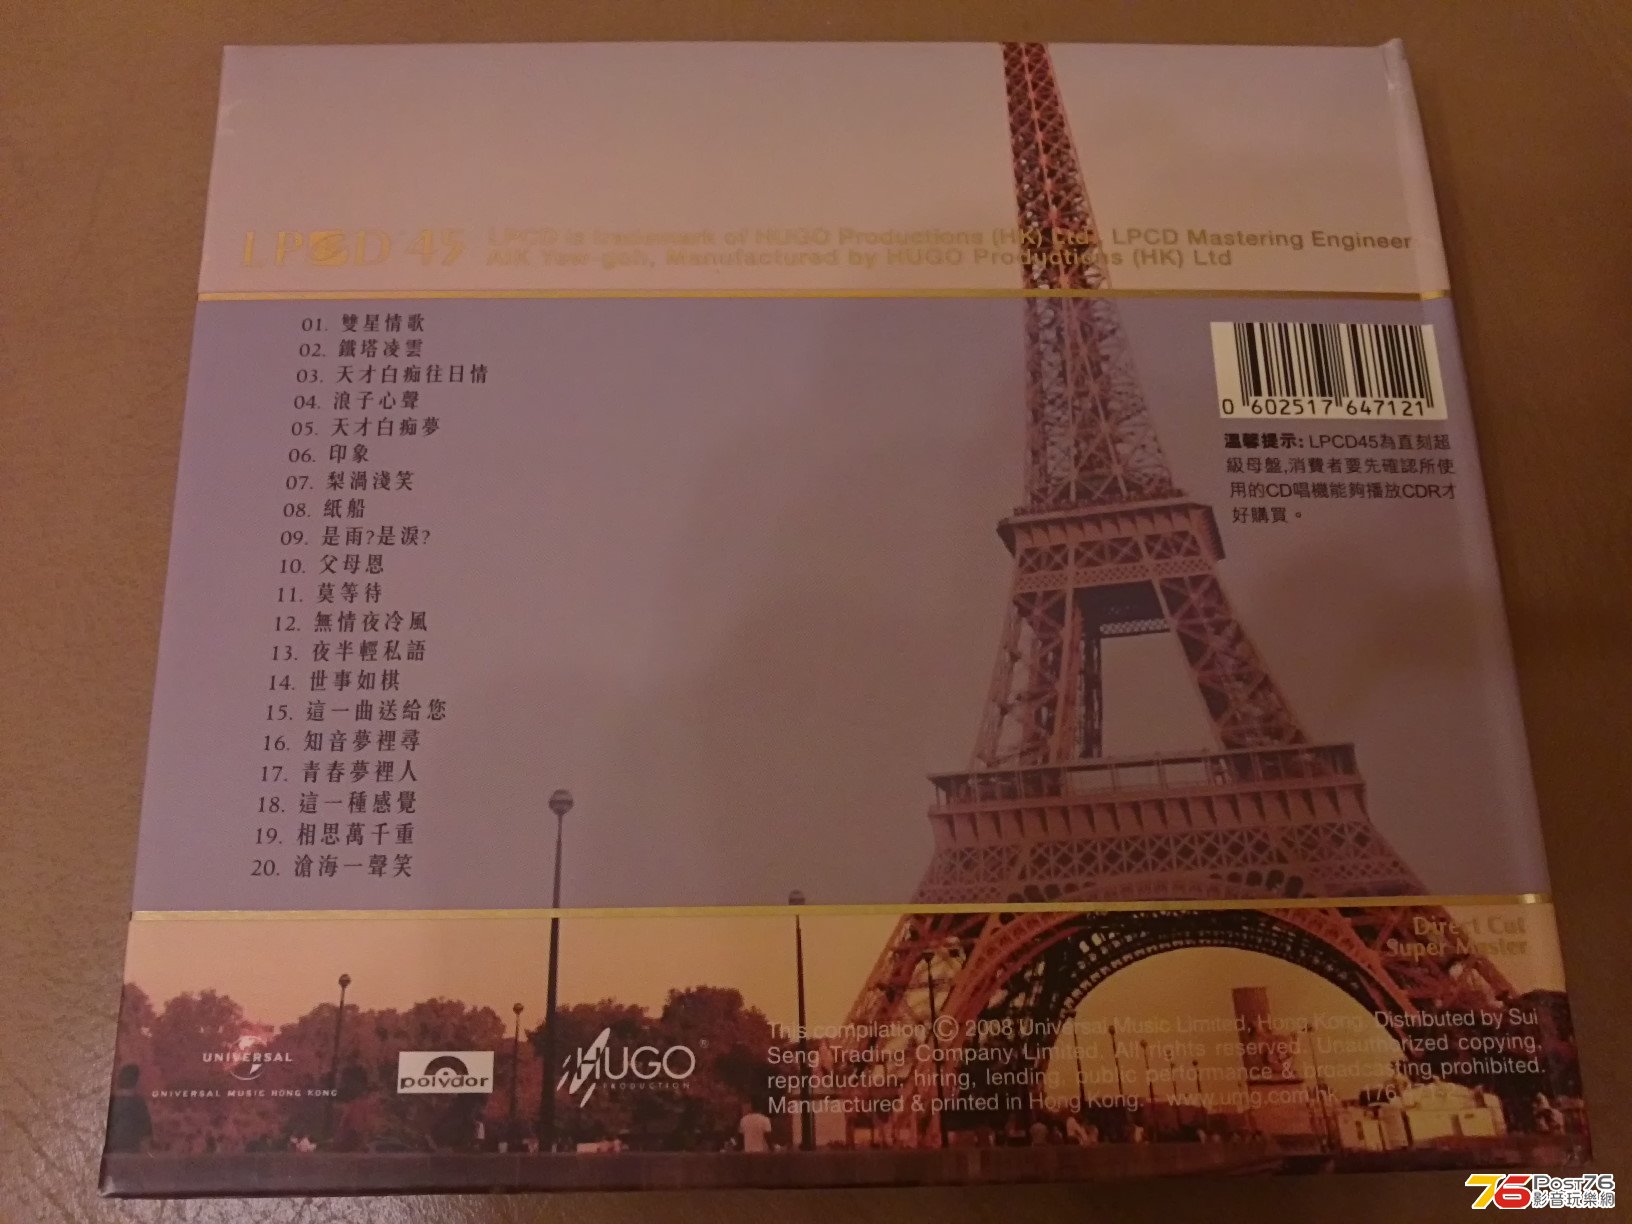 LPCD 45
LPCD is trademark of HUGO Productions (HK) Ltd., LPCD Mastering Engineer
AIK Yew-goh, Manufactured by HUGO Productions (HK) Ltd
01. 雙星情歌
02. 鐵塔凌雲
03. 天才白痴往日情
04. 浪子心聲
05. 天才白痴夢
06. 印象
07. 梨渦淺笑
08. 紙船
09. 是雨?是淚?
10. 父母恩
11. 莫等待
12. 無情夜冷風
13. 夜半輕私語
14. 世事如棋
15. 這一曲送給您
16. 知音夢裡尋
17. 青春夢裡人
18. 這一種感覺
19. 相思萬千重
20. 滄海一聲笑
0 602517 647121
溫馨提示: LPCD45為直刻超
級母盤,消費者要先確認所使
用的CD唱機能夠播放CDR才
好購買。
Direct Cut
Super Master
UNIVERSAL
UNIVERSAL MUSIC HONG KONG
polydor
HUGO ®
PRODUCTION
This compilation © 2008 Universal Music Limited, Hong Kong. Distributed by Sui
Seng Trading Company Limited. All rights reserved. Unauthorized copying,
reproduction, hiring, lending, public performance & broadcasting prohibited.
Manufactured & printed in Hong Kong. www.umg.com.hk
76 Post76
影音玩樂網